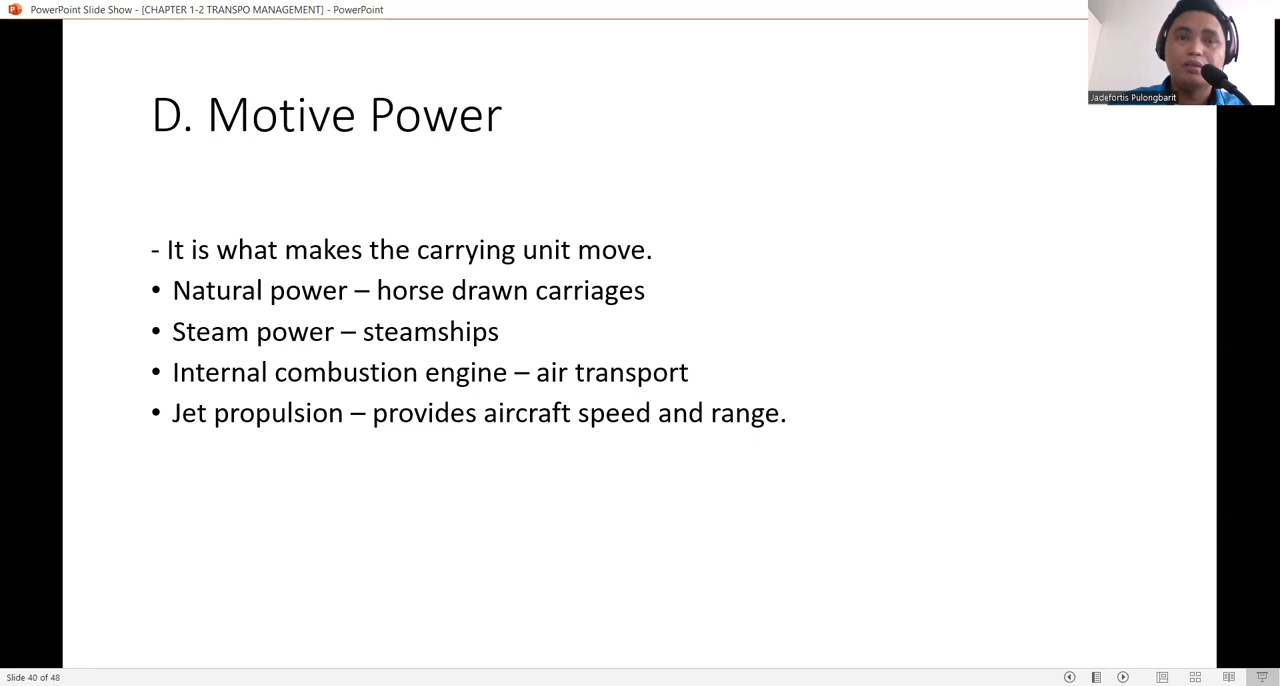 PowerPoint Slide Show - [CHAPTER 1-2 TRANSPO MANAGEMENT] - PowerPoint
Jadefortis Pulongbarit
D. Motive Power
- It is what makes the carrying unit move.
• Natural power – horse drawn carriages
• Steam power – steamships
• Internal combustion engine – air transport
• Jet propulsion – provides aircraft speed and range.
Slide 40 of 48